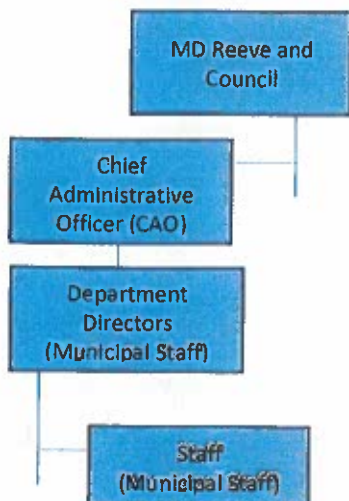 MD Reeve and
Council
Chief
Administrative
Officer (CAO)
Department
Directors
(Municipal Staff)
Staff
(Municipal Staff)